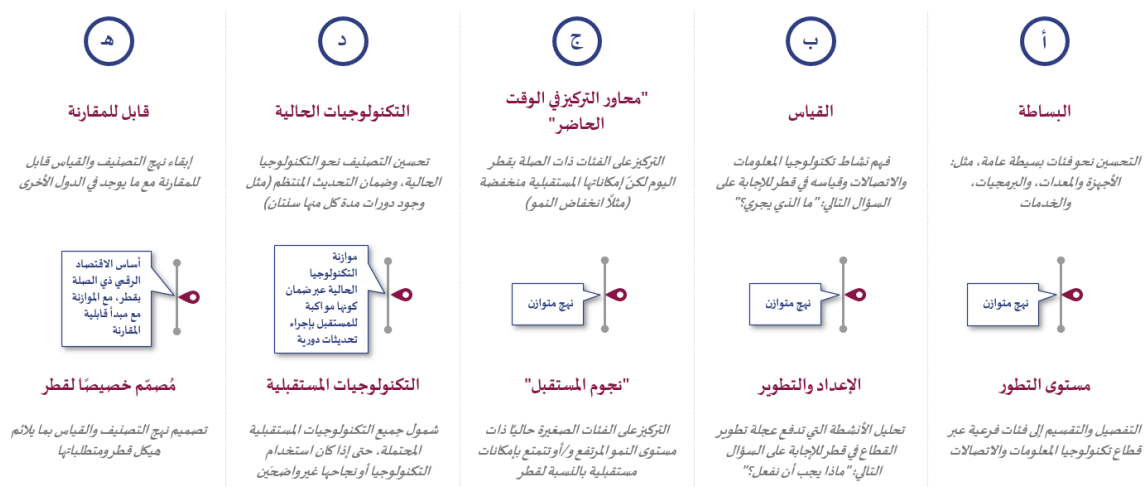 أ
البساطة
التحسين نحو فئات بسيطة عامة، مثل:
الأجهزة والمعدات، والبرمجيات،
والخدمات
نهج متوازن
مستوى التطور
التفصيل والتقسيم إلى فئات فرعية عبر
قطاع تكنولوجيا المعلومات والاتصالات
ب
القياس
فهم نشاط تكنولوجيا المعلومات
والاتصالات وقياسه في قطر للإجابة على
السؤال التالي: "ما الذي يجري؟"
نهج متوازن
الإعداد والتطوير
تحليل الأنشطة التي تدفع عجلة تطوير
القطاع في قطر للإجابة على السؤال
التالي: "ماذا يجب أن نفعل؟"
ج
"محاور التركيز في الوقت
الحاضر"
التركيز على الفئات ذات الصلة بقطر
اليوم لكنّ إمكاناتها المستقبلية منخفضة
(مثلاً انخفاض النمو)
نهج متوازن
"نجوم المستقبل"
التركيز على الفئات الصغيرة حاليًا ذات
مستوى النمو المرتفع و/أو تتمتع بإمكانات
مستقبلية بالنسبة لقطر
د
التكنولوجيات الحالية
تحسين التصنيف نحو التكنولوجيا
الحالية، وضمان التحديث المنتظم (مثل
وجود دورات مدة كل منها سنتان)
موازنة
التكنولوجيا
الحالية عبر ضمان
كونها مواكبة
للمستقبل بإجراء
تحديثات دورية
التكنولوجيات المستقبلية
شمول جميع التكنولوجيات المستقبلية
المحتملة، حتى إذا كان استخدام
التكنولوجيا أو نجاحها غير واضحَين
هـ
قابل للمقارنة
إبقاء نهج التصنيف والقياس قابل
للمقارنة مع ما يوجد في الدول الأخرى
أساس الاقتصاد
الرقمي ذي الصلة
بقطر، مع الموازنة
مع مبدأ قابلية
المقارنة
مُصمّم خصيصًا لقطر
تصميم نهج التصنيف والقياس بما يلائم
هيكل قطر ومتطلباتها